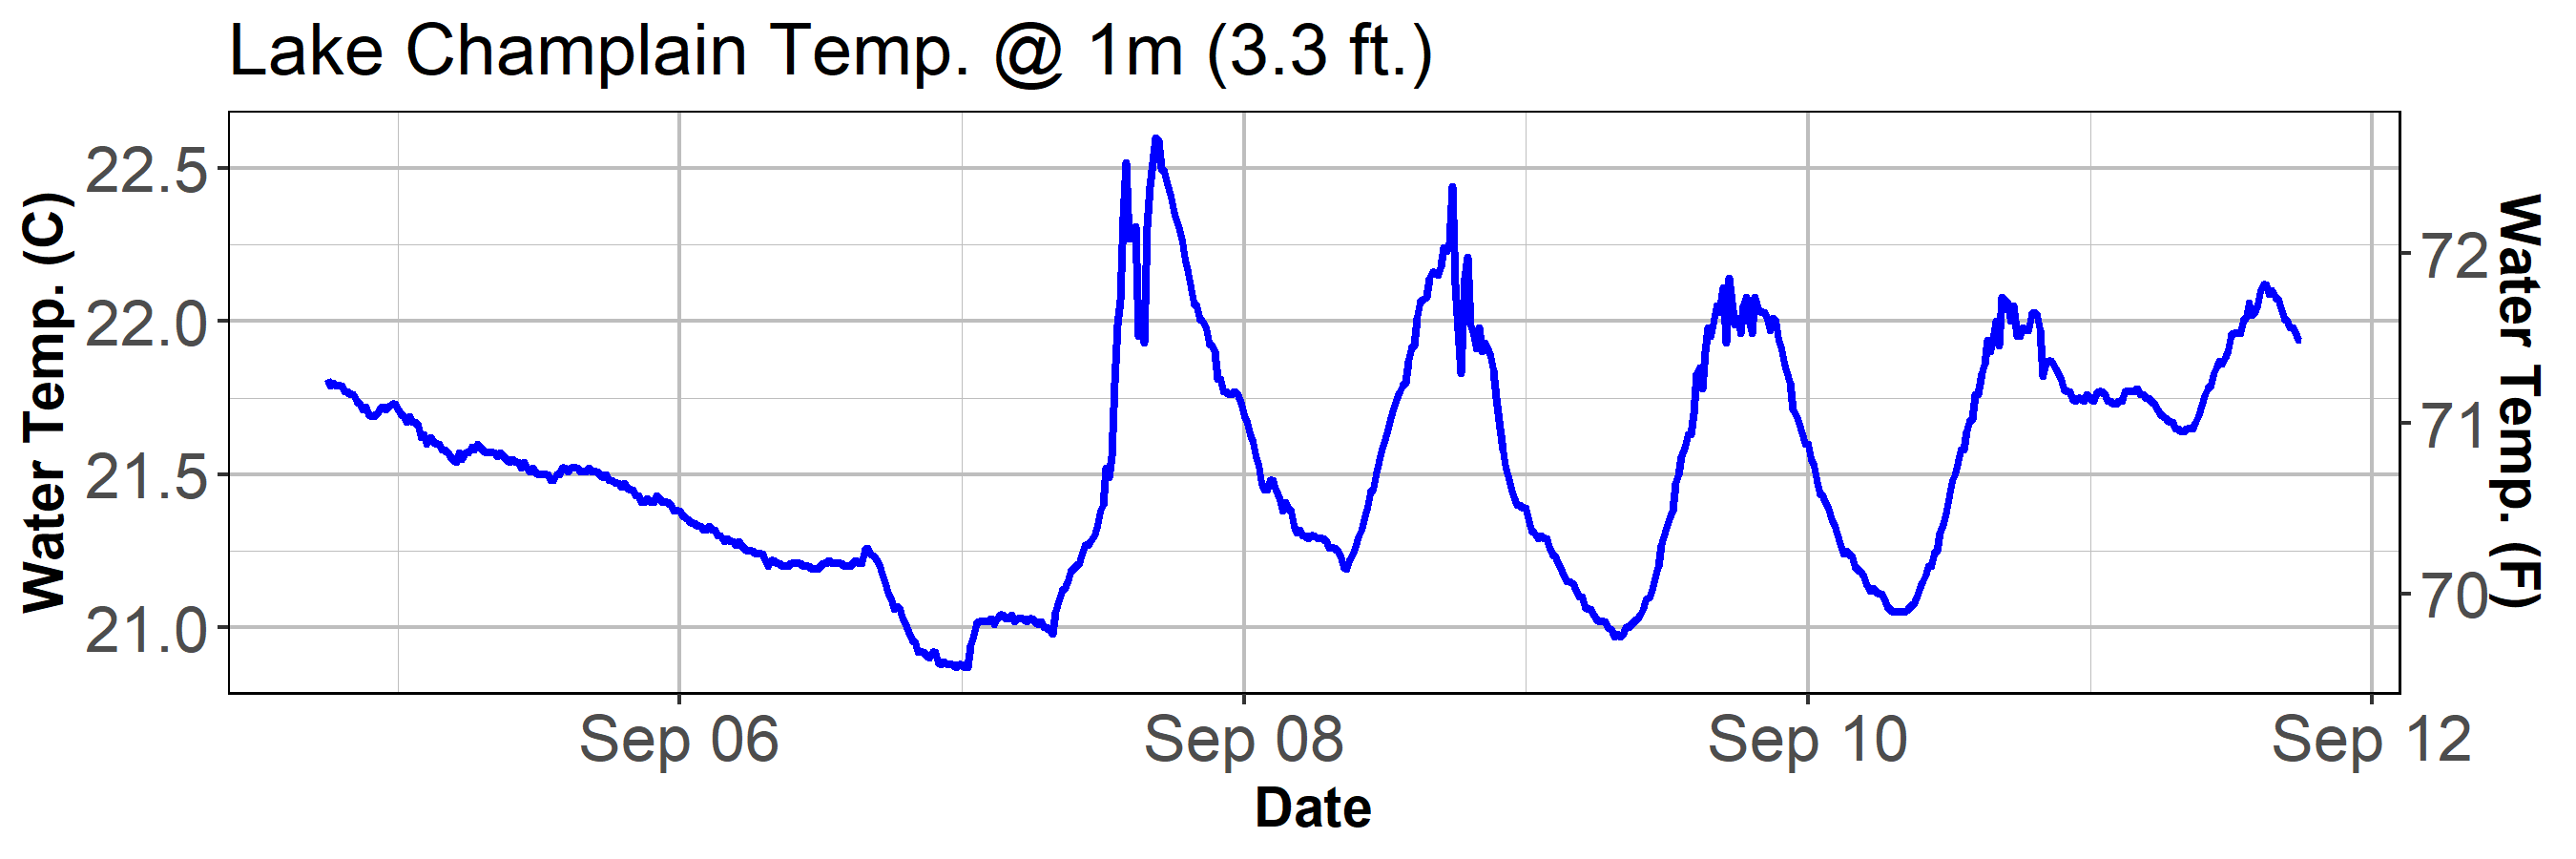 Lake Champlain Temp. @ 1m (3.3 ft.)
Water Temp. (C)
22.5
22.0
21.5
21.0
72
71
70
Water Temp. (F)
Sep 06
Sep 08
Sep 10
Sep 12
Date